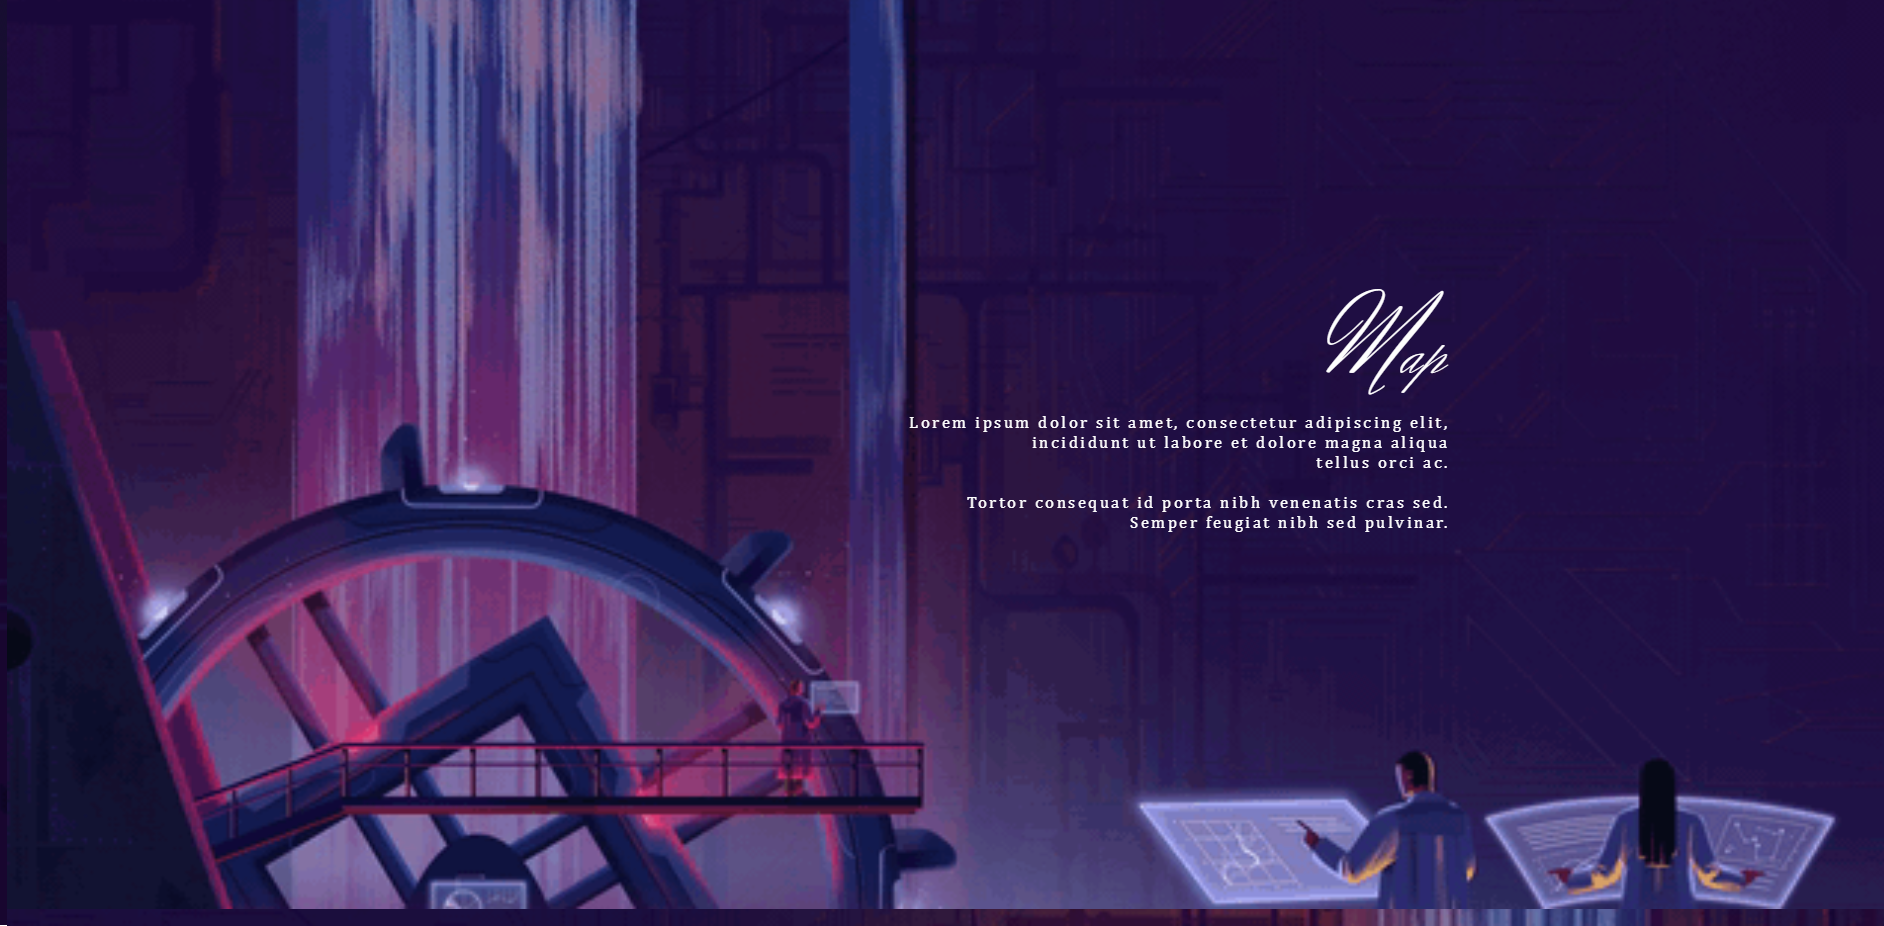 Map
Lorem ipsum dolor sit amet, consectetur adipiscing elit,
incididunt ut labore et dolore magna aliqua
tellus orci ac.
Tortor consequat id porta nibh venenatis cras sed.
Semper feugiat nibh sed pulvinar.